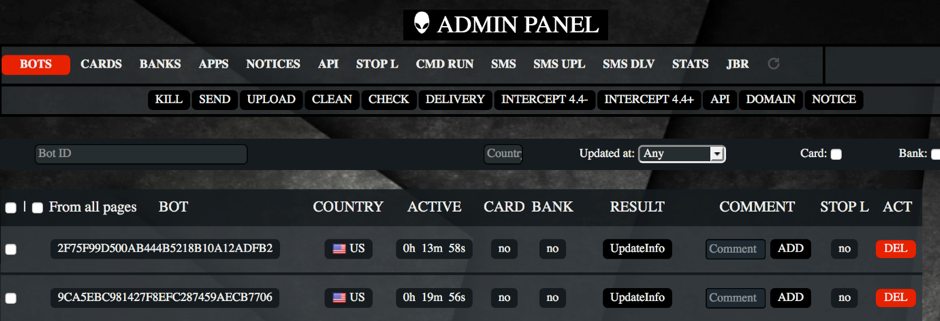 ADMIN PANEL
BOTS CARDS BANKS APPS NOTICES API STOP L CMD RUN SMS SMS UPL SMS DLV STATS JBR
KILL SEND UPLOAD CLEAN CHECK DELIVERY INTERCEPT 4.4- INTERCEPT 4.4+ API DOMAIN NOTICE
Bot ID Countr Updated at: Any Card: Bank:
| From all pages BOT COUNTRY ACTIVE CARD BANK RESULT COMMENT STOP L ACT
2F75F99D500AB444B5218B10A12ADFB2 US 0h 13m 58s no no UpdateInfo Comment ADD no DEL
9CA5EBC981427F8EFC287459AECB7706 US 0h 19m 56s no no UpdateInfo Comment ADD no DEL